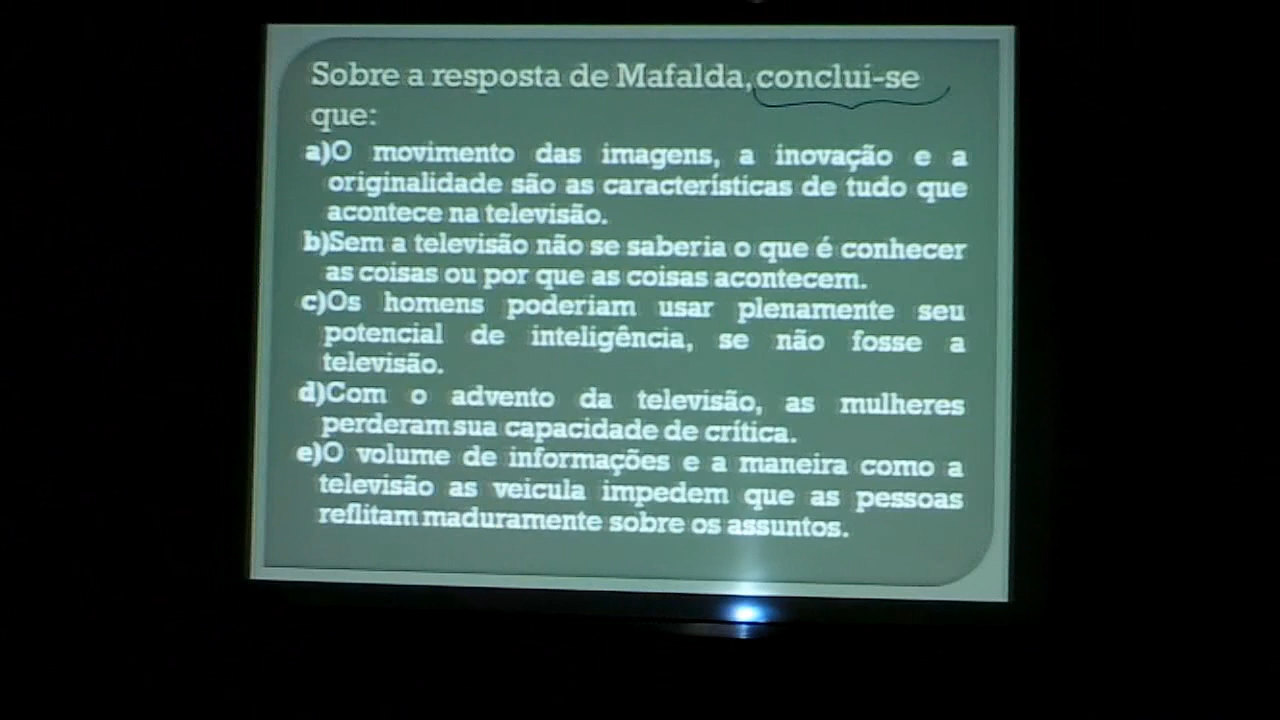 Sobre a resposta de Mafalda, conclui-se
que:
a)O movimento das imagens, a inovação e a
originalidade são as características de tudo que
acontece na televisão.
b)Sem a televisão não se saberia o que é conhecer
as coisas ou por que as coisas acontecem.
c)Os homens poderiam usar plenamente seu
potencial de inteligência, se não fosse a
televisão.
d)Com o advento da televisão, as mulheres
perderam sua capacidade de crítica.
e)O volume de informações e a maneira como a
televisão as veicula impedem que as pessoas
reflitam maduramente sobre os assuntos.